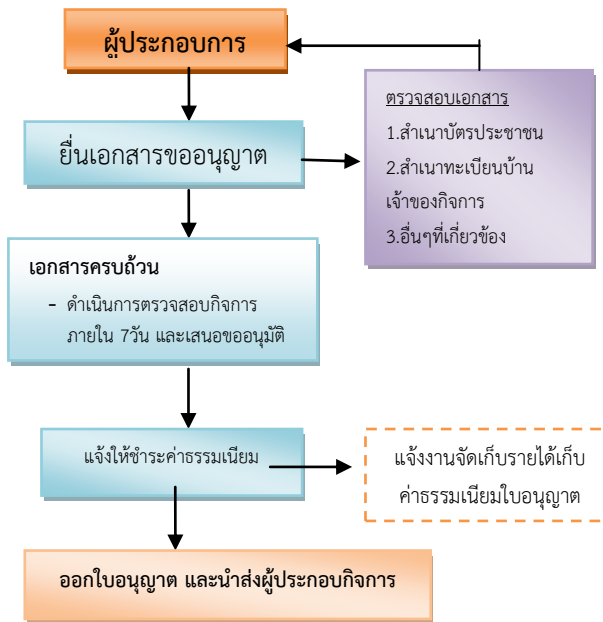 ผู้ประกอบการ
ยื่นเอกสารขออนุญาต
ตรวจสอบเอกสาร
1.สำเนาบัตรประชาชน
2.สำเนาทะเบียนบ้าน
เจ้าของกิจการ
3.อื่นๆที่เกี่ยวข้อง
เอกสารครบถ้วน
- ดำเนินการตรวจสอบกิจการ
ภายใน 7วัน และเสนอขออนุมัติ
แจ้งให้ชำระค่าธรรมเนียม
แจ้งงานจัดเก็บรายได้เก็บ
ค่าธรรมเนียมใบอนุญาต
ออกใบอนุญาต และนำส่งผู้ประกอบกิจการ